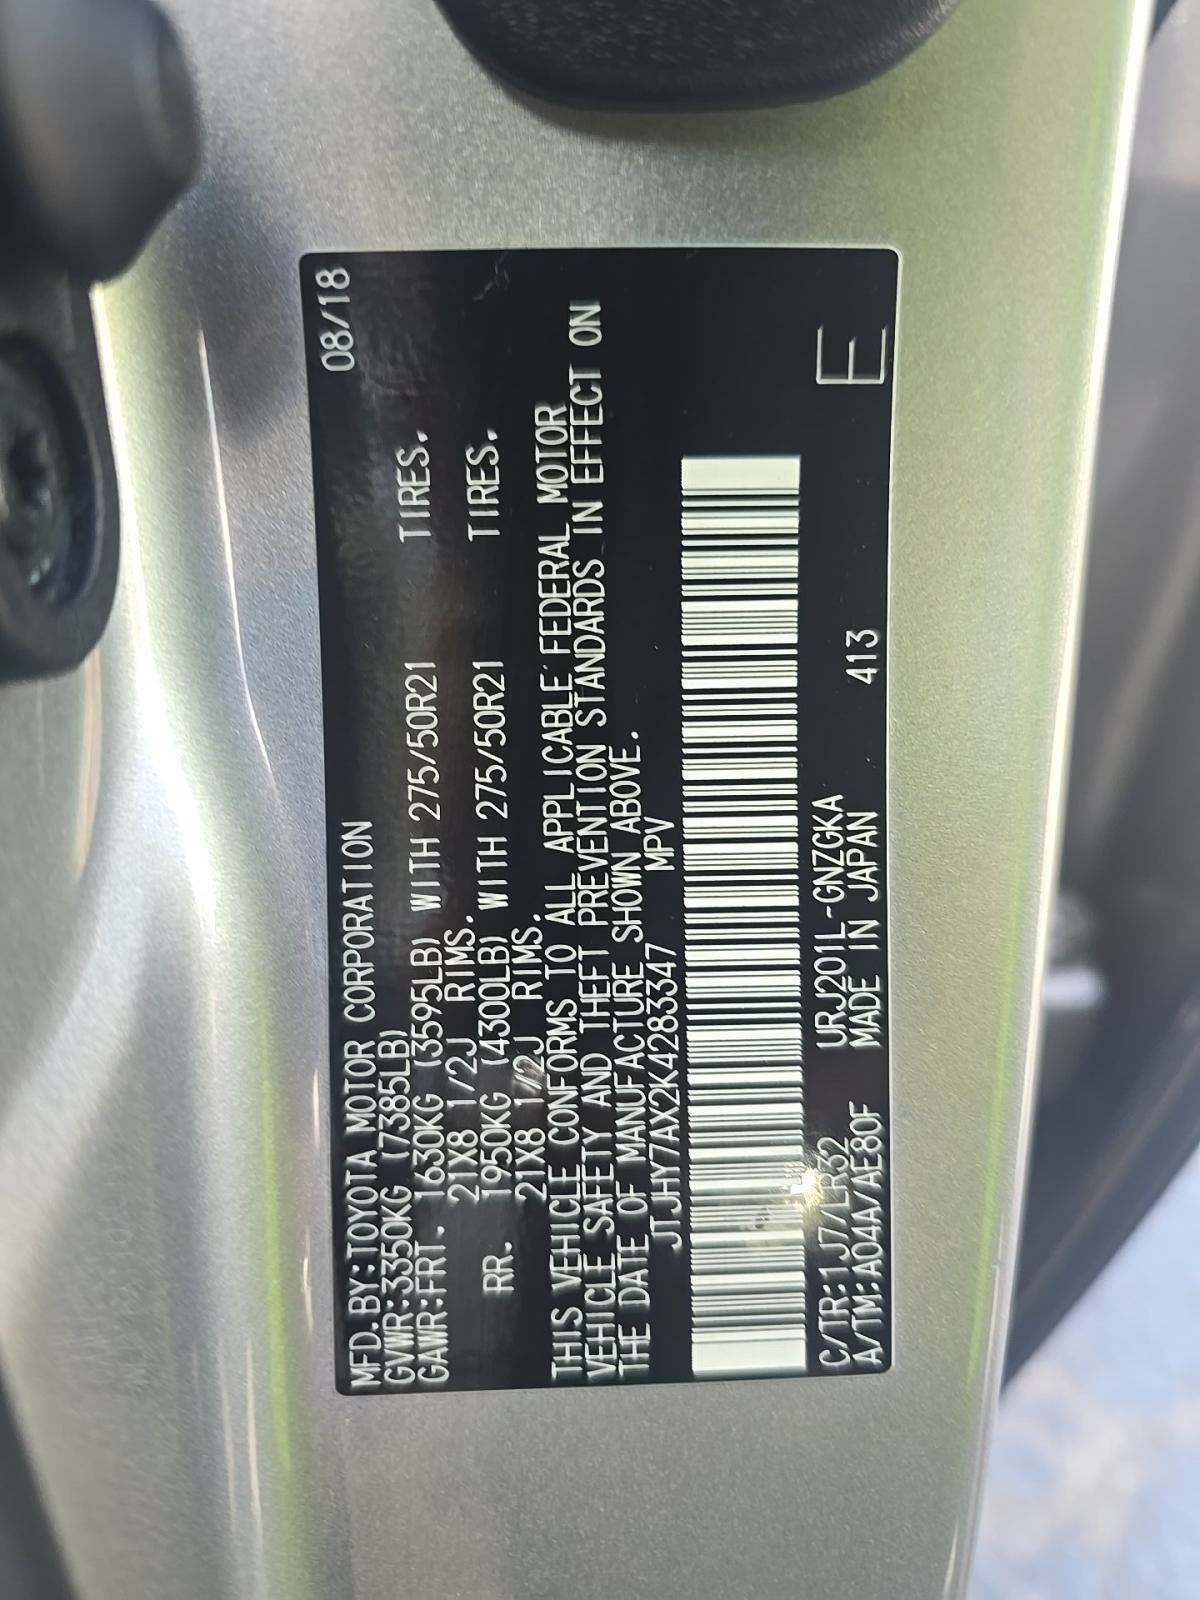 MFD.BY:TOYOTA MOTOR CORPORATION 08/18
GVWR:3350KG (7385LB)
GAWR:FRT. 1630KG (3595LB) WITH 275/50R21 TIRES.
21X8 1/2J RIMS.
RR. 1950KG (4300LB) WITH 275/50R21 TIRES.
21X8 1/2J RIMS.
THIS VEHICLE CONFORMS TO ALL APPLICABLE FEDERAL MOTOR
VEHICLE SAFETY AND THEFT PREVENTION STANDARDS IN EFFECT ON
THE DATE OF MANUFACTURE SHOWN ABOVE.
JTJHY7AX2K4283347 MPV
C/TR:1J7/LR32 URJ201L-GNZGKA
A/TM:A04A/AE80F MADE IN JAPAN 413
E